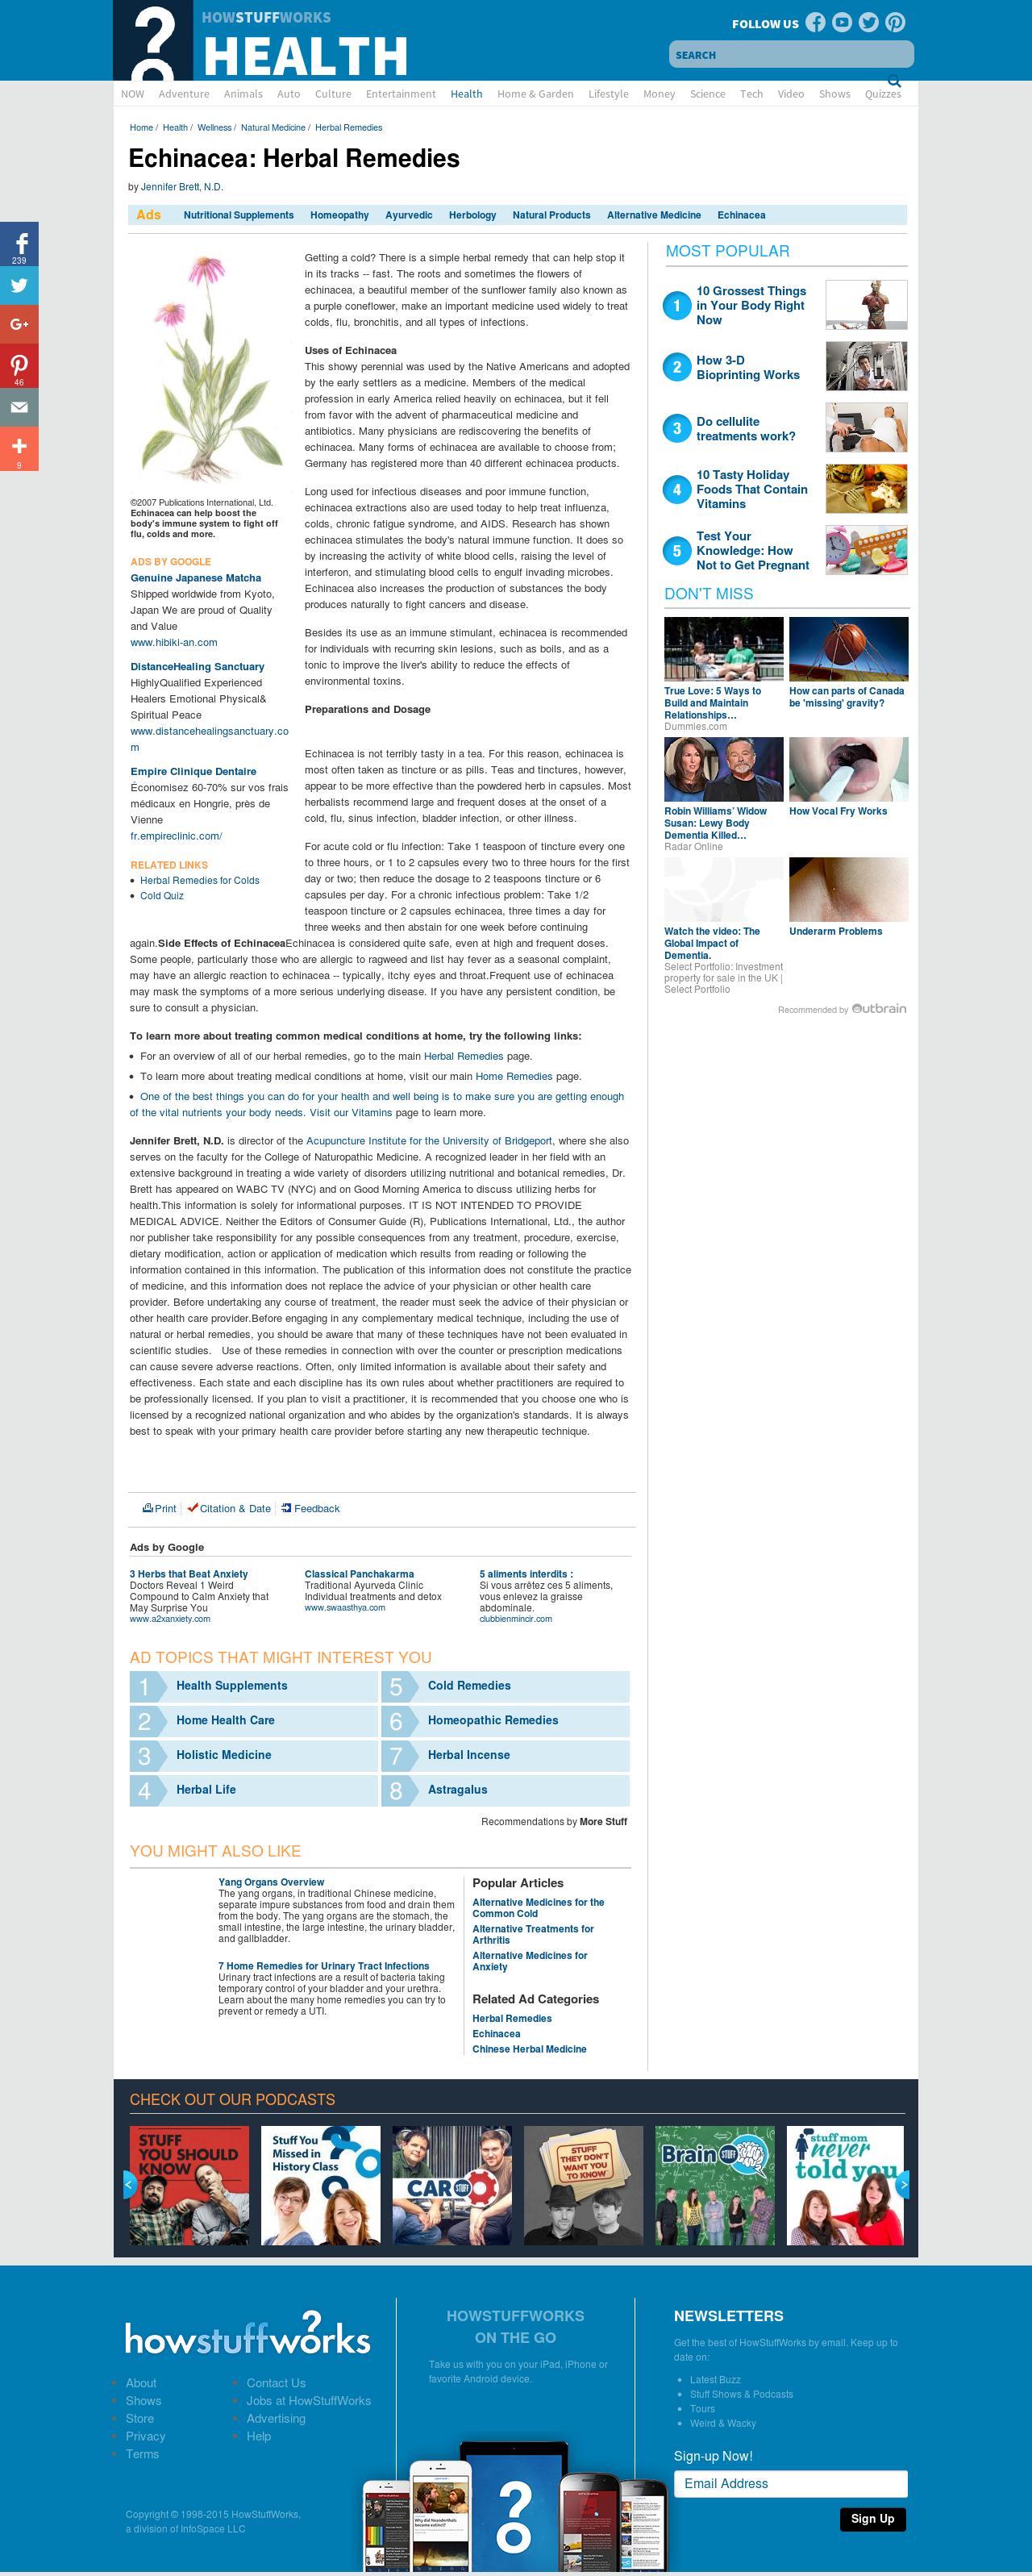 HOWSTUFFWORKS
HEALTH
FOLLOW US
SEARCH
NOW Adventure Animals Auto Culture Entertainment Health Home & Garden Lifestyle Money Science Tech Video Shows Quizzes
Home / Health / Wellness / Natural Medicine / Herbal Remedies
Echinacea: Herbal Remedies
by Jennifer Brett, N.D.
Ads Nutritional Supplements Homeopathy Ayurvedic Herbology Natural Products Alternative Medicine Echinacea
239
46
9
©2007 Publications International, Ltd.
Echinacea can help boost the
body's immune system to fight off
flu, colds and more.
ADS BY GOOGLE
Genuine Japanese Matcha
Shipped worldwide from Kyoto,
Japan We are proud of Quality
and Value
www.hibiki-an.com
DistanceHealing Sanctuary
HighlyQualified Experienced
Healers Emotional Physical&
Spiritual Peace
www.distancehealingsanctuary.co
m
Empire Clinique Dentaire
Économisez 60-70% sur vos frais
médicaux en Hongrie, près de
Vienne
fr.empireclinic.com/
RELATED LINKS
• Herbal Remedies for Colds
• Cold Quiz
Getting a cold? There is a simple herbal remedy that can help stop it
in its tracks -- fast. The roots and sometimes the flowers of
echinacea, a beautiful member of the sunflower family also known as
a purple coneflower, make an important medicine used widely to treat
colds, flu, bronchitis, and all types of infections.
Uses of Echinacea
This showy perennial was used by the Native Americans and adopted
by the early settlers as a medicine. Members of the medical
profession in early America relied heavily on echinacea, but it fell
from favor with the advent of pharmaceutical medicine and
antibiotics. Many physicians are rediscovering the benefits of
echinacea. Many forms of echinacea are available to choose from;
Germany has registered more than 40 different echinacea products.
Long used for infectious diseases and poor immune function,
echinacea extractions also are used today to help treat influenza,
colds, chronic fatigue syndrome, and AIDS. Research has shown
echinacea stimulates the body's natural immune function. It does so
by increasing the activity of white blood cells, raising the level of
interferon, and stimulating blood cells to engulf invading microbes.
Echinacea also increases the production of substances the body
produces naturally to fight cancers and disease.
Besides its use as an immune stimulant, echinacea is recommended
for individuals with recurring skin lesions, such as boils, and as a
tonic to improve the liver's ability to reduce the effects of
environmental toxins.
Preparations and Dosage
Echinacea is not terribly tasty in a tea. For this reason, echinacea is
most often taken as tincture or as pills. Teas and tinctures, however,
appear to be more effective than the powdered herb in capsules. Most
herbalists recommend large and frequent doses at the onset of a
cold, flu, sinus infection, bladder infection, or other illness.
For acute cold or flu infection: Take 1 teaspoon of tincture every one
to three hours, or 1 to 2 capsules every two to three hours for the first
day or two; then reduce the dosage to 2 teaspoons tincture or 6
capsules per day. For a chronic infectious problem: Take 1/2
teaspoon tincture or 2 capsules echinacea, three times a day for
three weeks and then abstain for one week before continuing
again.Side Effects of EchinaceaEchinacea is considered quite safe, even at high and frequent doses.
Some people, particularly those who are allergic to ragweed and list hay fever as a seasonal complaint,
may have an allergic reaction to echinacea -- typically, itchy eyes and throat.Frequent use of echinacea
may mask the symptoms of a more serious underlying disease. If you have any persistent condition, be
sure to consult a physician.
To learn more about treating common medical conditions at home, try the following links:
• For an overview of all of our herbal remedies, go to the main Herbal Remedies page.
• To learn more about treating medical conditions at home, visit our main Home Remedies page.
• One of the best things you can do for your health and well being is to make sure you are getting enough
of the vital nutrients your body needs. Visit our Vitamins page to learn more.
Jennifer Brett, N.D. is director of the Acupuncture Institute for the University of Bridgeport, where she also
serves on the faculty for the College of Naturopathic Medicine. A recognized leader in her field with an
extensive background in treating a wide variety of disorders utilizing nutritional and botanical remedies, Dr.
Brett has appeared on WABC TV (NYC) and on Good Morning America to discuss utilizing herbs for
health.This information is solely for informational purposes. IT IS NOT INTENDED TO PROVIDE
MEDICAL ADVICE. Neither the Editors of Consumer Guide (R), Publications International, Ltd., the author
nor publisher take responsibility for any possible consequences from any treatment, procedure, exercise,
dietary modification, action or application of medication which results from reading or following the
information contained in this information. The publication of this information does not constitute the practice
of medicine, and this information does not replace the advice of your physician or other health care
provider. Before undertaking any course of treatment, the reader must seek the advice of their physician or
other health care provider.Before engaging in any complementary medical technique, including the use of
natural or herbal remedies, you should be aware that many of these techniques have not been evaluated in
scientific studies. Use of these remedies in connection with over the counter or prescription medications
can cause severe adverse reactions. Often, only limited information is available about their safety and
effectiveness. Each state and each discipline has its own rules about whether practitioners are required to
be professionally licensed. If you plan to visit a practitioner, it is recommended that you choose one who is
licensed by a recognized national organization and who abides by the organization's standards. It is always
best to speak with your primary health care provider before starting any new therapeutic technique.
Print Citation & Date Feedback
Ads by Google
3 Herbs that Beat Anxiety
Doctors Reveal 1 Weird
Compound to Calm Anxiety that
May Surprise You
www.a2xanxiety.com
Classical Panchakarma
Traditional Ayurveda Clinic
Individual treatments and detox
www.swaasthya.com
5 aliments interdits :
Si vous arrêtez ces 5 aliments,
vous enlevez la graisse
abdominale.
clubbienmincir.com
AD TOPICS THAT MIGHT INTEREST YOU
1 Health Supplements
2 Home Health Care
3 Holistic Medicine
4 Herbal Life
5 Cold Remedies
6 Homeopathic Remedies
7 Herbal Incense
8 Astragalus
Recommendations by More Stuff
YOU MIGHT ALSO LIKE
Yang Organs Overview
The yang organs, in traditional Chinese medicine,
separate impure substances from food and drain them
from the body. The yang organs are the stomach, the
small intestine, the large intestine, the urinary bladder,
and gallbladder.
7 Home Remedies for Urinary Tract Infections
Urinary tract infections are a result of bacteria taking
temporary control of your bladder and your urethra.
Learn about the many home remedies you can try to
prevent or remedy a UTI.
Popular Articles
Alternative Medicines for the
Common Cold
Alternative Treatments for
Arthritis
Alternative Medicines for
Anxiety
Related Ad Categories
Herbal Remedies
Echinacea
Chinese Herbal Medicine
MOST POPULAR
1 10 Grossest Things
in Your Body Right
Now
2 How 3-D
Bioprinting Works
3 Do cellulite
treatments work?
4 10 Tasty Holiday
Foods That Contain
Vitamins
5 Test Your
Knowledge: How
Not to Get Pregnant
DON'T MISS
True Love: 5 Ways to
Build and Maintain
Relationships…
Dummies.com
How can parts of Canada
be 'missing' gravity?
Robin Williams' Widow
Susan: Lewy Body
Dementia Killed…
Radar Online
How Vocal Fry Works
Watch the video: The
Global Impact of
Dementia.
Select Portfolio: Investment
property for sale in the UK |
Select Portfolio
Underarm Problems
Recommended by Outbrain
CHECK OUT OUR PODCASTS
STUFF
YOU SHOULD
KNOW
Stuff You
Missed in
History Class
CAR STUFF
STUFF
THEY DON'T
WANT YOU
TO KNOW
Brain STUFF
stuff mom
never
told you
howstuffworks
About
Shows
Store
Privacy
Terms
Contact Us
Jobs at HowStuffWorks
Advertising
Help
Copyright © 1998-2015 HowStuffWorks,
a division of InfoSpace LLC
HOWSTUFFWORKS
ON THE GO
Take us with you on your iPad, iPhone or
favorite Android device.
NEWSLETTERS
Get the best of HowStuffWorks by email. Keep up to
date on:
• Latest Buzz
• Stuff Shows & Podcasts
• Tours
• Weird & Wacky
Sign-up Now!
Email Address
Sign Up